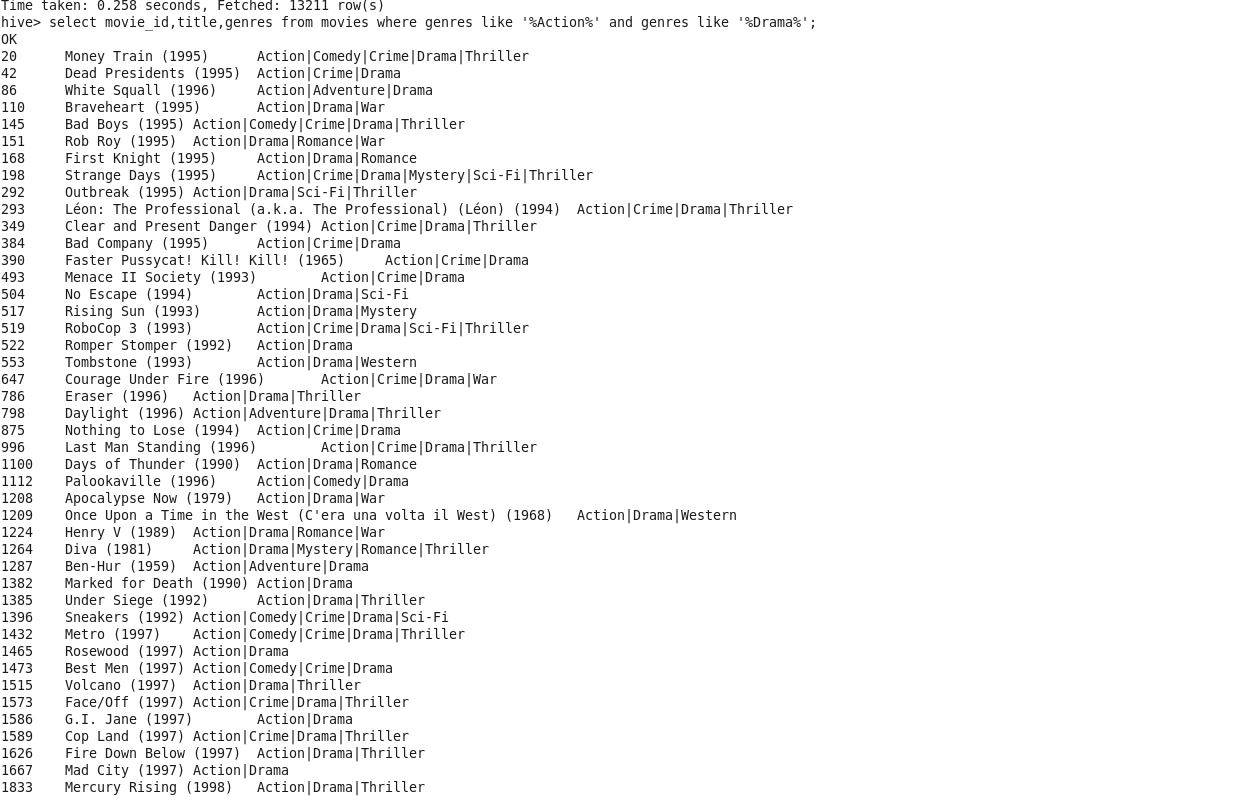 Time taken: 0.258 seconds, Fetched: 13211 row(s)
hive> select movie_id,title,genres from movies where genres like '%Action%' and genres like '%Drama%';
OK
20 Money Train (1995) Action|Comedy|Crime|Drama|Thriller
42 Dead Presidents (1995) Action|Crime|Drama
86 White Squall (1996) Action|Adventure|Drama
110 Braveheart (1995) Action|Drama|War
145 Bad Boys (1995) Action|Comedy|Crime|Drama|Thriller
151 Rob Roy (1995) Action|Drama|Romance|War
168 First Knight (1995) Action|Drama|Romance
198 Strange Days (1995) Action|Crime|Drama|Mystery|Sci-Fi|Thriller
292 Outbreak (1995) Action|Drama|Sci-Fi|Thriller
293 Léon: The Professional (a.k.a. The Professional) (Léon) (1994) Action|Crime|Drama|Thriller
349 Clear and Present Danger (1994) Action|Crime|Drama|Thriller
384 Bad Company (1995) Action|Crime|Drama
390 Faster Pussycat! Kill! Kill! (1965) Action|Crime|Drama
493 Menace II Society (1993) Action|Crime|Drama
504 No Escape (1994) Action|Drama|Sci-Fi
517 Rising Sun (1993) Action|Drama|Mystery
519 RoboCop 3 (1993) Action|Crime|Drama|Sci-Fi|Thriller
522 Romper Stomper (1992) Action|Drama
553 Tombstone (1993) Action|Drama|Western
647 Courage Under Fire (1996) Action|Crime|Drama|War
786 Eraser (1996) Action|Drama|Thriller
798 Daylight (1996) Action|Adventure|Drama|Thriller
875 Nothing to Lose (1994) Action|Crime|Drama
996 Last Man Standing (1996) Action|Crime|Drama|Thriller
1100 Days of Thunder (1990) Action|Drama|Romance
1112 Palookaville (1996) Action|Comedy|Drama
1208 Apocalypse Now (1979) Action|Drama|War
1209 Once Upon a Time in the West (C'era una volta il West) (1968) Action|Drama|Western
1224 Henry V (1989) Action|Drama|Romance|War
1264 Diva (1981) Action|Drama|Mystery|Romance|Thriller
1287 Ben-Hur (1959) Action|Adventure|Drama
1382 Marked for Death (1990) Action|Drama
1385 Under Siege (1992) Action|Drama|Thriller
1396 Sneakers (1992) Action|Comedy|Crime|Drama|Sci-Fi
1432 Metro (1997) Action|Comedy|Crime|Drama|Thriller
1465 Rosewood (1997) Action|Drama
1473 Best Men (1997) Action|Comedy|Crime|Drama
1515 Volcano (1997) Action|Drama|Thriller
1573 Face/Off (1997) Action|Crime|Drama|Thriller
1586 G.I. Jane (1997) Action|Drama
1589 Cop Land (1997) Action|Crime|Drama|Thriller
1626 Fire Down Below (1997) Action|Drama|Thriller
1667 Mad City (1997) Action|Drama
1833 Mercury Rising (1998) Action|Drama|Thriller